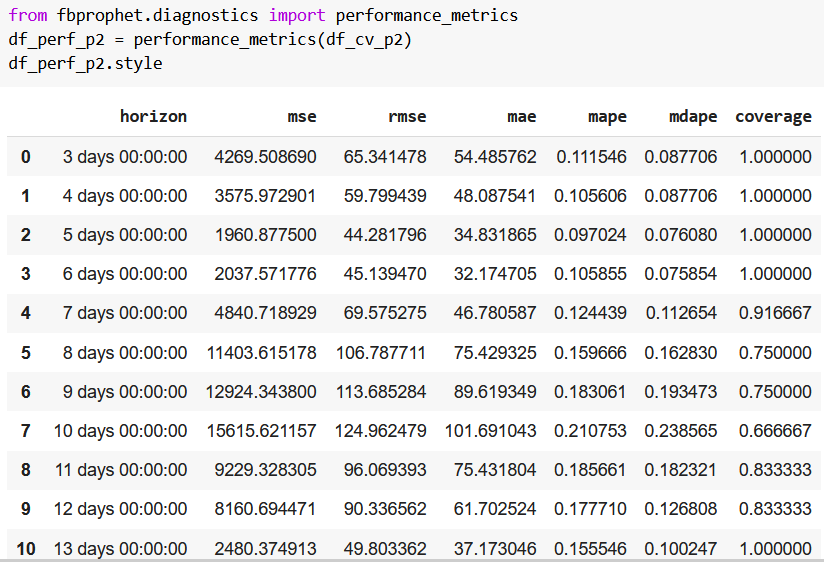 from fbprophet.diagnostics import performance_metrics
df_perf_p2 = performance_metrics(df_cv_p2)
df_perf_p2.style
horizon mse rmse mae mape mdape coverage
0 3 days 00:00:00 4269.508690 65.341478 54.485762 0.111546 0.087706 1.000000
1 4 days 00:00:00 3575.972901 59.799439 48.087541 0.105606 0.087706 1.000000
2 5 days 00:00:00 1960.877500 44.281796 34.831865 0.097024 0.076080 1.000000
3 6 days 00:00:00 2037.571776 45.139470 32.174705 0.105855 0.075854 1.000000
4 7 days 00:00:00 4840.718929 69.575275 46.780587 0.124439 0.112654 0.916667
5 8 days 00:00:00 11403.615178 106.787711 75.429325 0.159666 0.162830 0.750000
6 9 days 00:00:00 12924.343800 113.685284 89.619349 0.183061 0.193473 0.750000
7 10 days 00:00:00 15615.621157 124.962479 101.691043 0.210753 0.238565 0.666667
8 11 days 00:00:00 9229.328305 96.069393 75.431804 0.185661 0.182321 0.833333
9 12 days 00:00:00 8160.694471 90.336562 61.702524 0.177710 0.126808 0.833333
10 13 days 00:00:00 2480.374913 49.803362 37.173046 0.155546 0.100247 1.000000